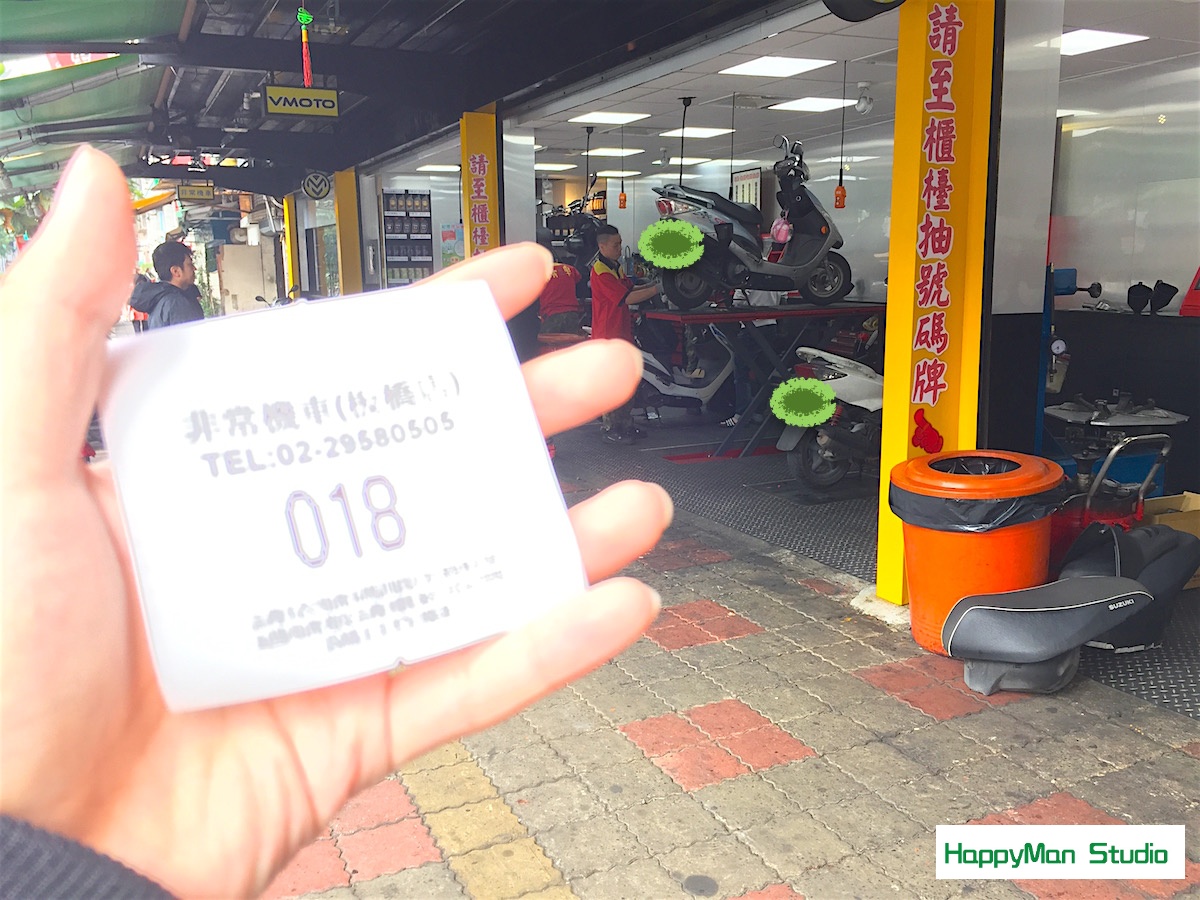 VMOTO
請至櫃檯
請至櫃檯抽號碼牌
非常機車(板橋店)
TEL:02-29580505
018
SUZUKI
HappyMan Studio